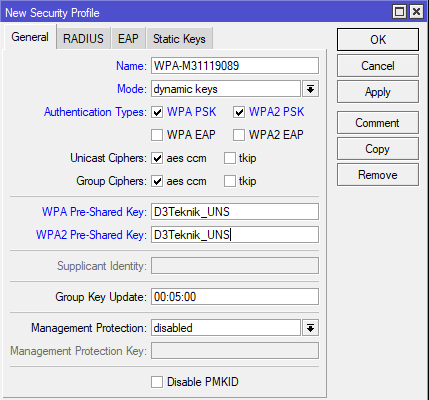 New Security Profile
General RADIUS EAP Static Keys
OK
Name: WPA-M31119089
Cancel
Mode: dynamic keys
Apply
Authentication Types: WPA PSK WPA2 PSK
WPA EAP WPA2 EAP
Comment
Unicast Ciphers: aes ccm tkip
Copy
Group Ciphers: aes ccm tkip
Remove
WPA Pre-Shared Key: D3Teknik_UNS
WPA2 Pre-Shared Key: D3Teknik_UNS
Supplicant Identity:
Group Key Update: 00:05:00
Management Protection: disabled
Management Protection Key:
Disable PMKID